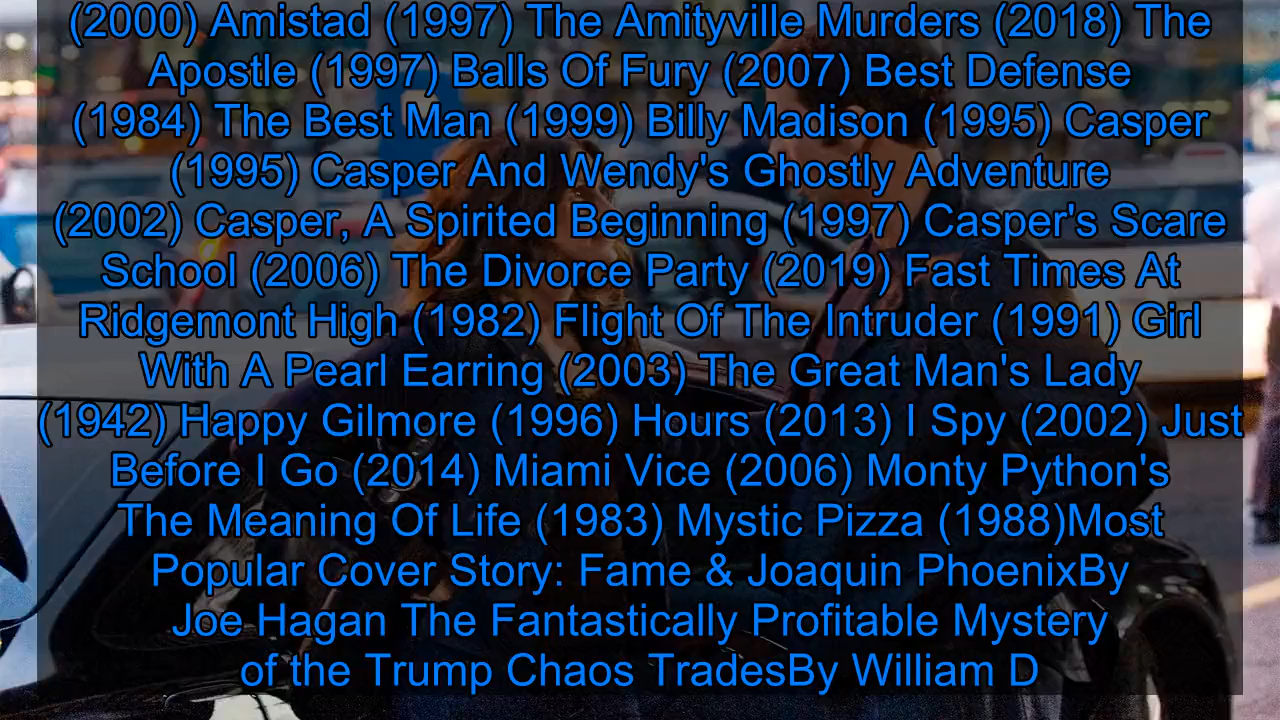 (2000) Amistad (1997) The Amityville Murders (2018) The
Apostle (1997) Balls Of Fury (2007) Best Defense
(1984) The Best Man (1999) Billy Madison (1995) Casper
(1995) Casper And Wendy's Ghostly Adventure
(2002) Casper, A Spirited Beginning (1997) Casper's Scare
School (2006) The Divorce Party (2019) Fast Times At
Ridgemont High (1982) Flight Of The Intruder (1991) Girl
With A Pearl Earring (2003) The Great Man's Lady
(1942) Happy Gilmore (1996) Hours (2013) I Spy (2002) Just
Before I Go (2014) Miami Vice (2006) Monty Python's
The Meaning Of Life (1983) Mystic Pizza (1988)Most
Popular Cover Story: Fame & Joaquin PhoenixBy
Joe Hagan The Fantastically Profitable Mystery
of the Trump Chaos TradesBy William D